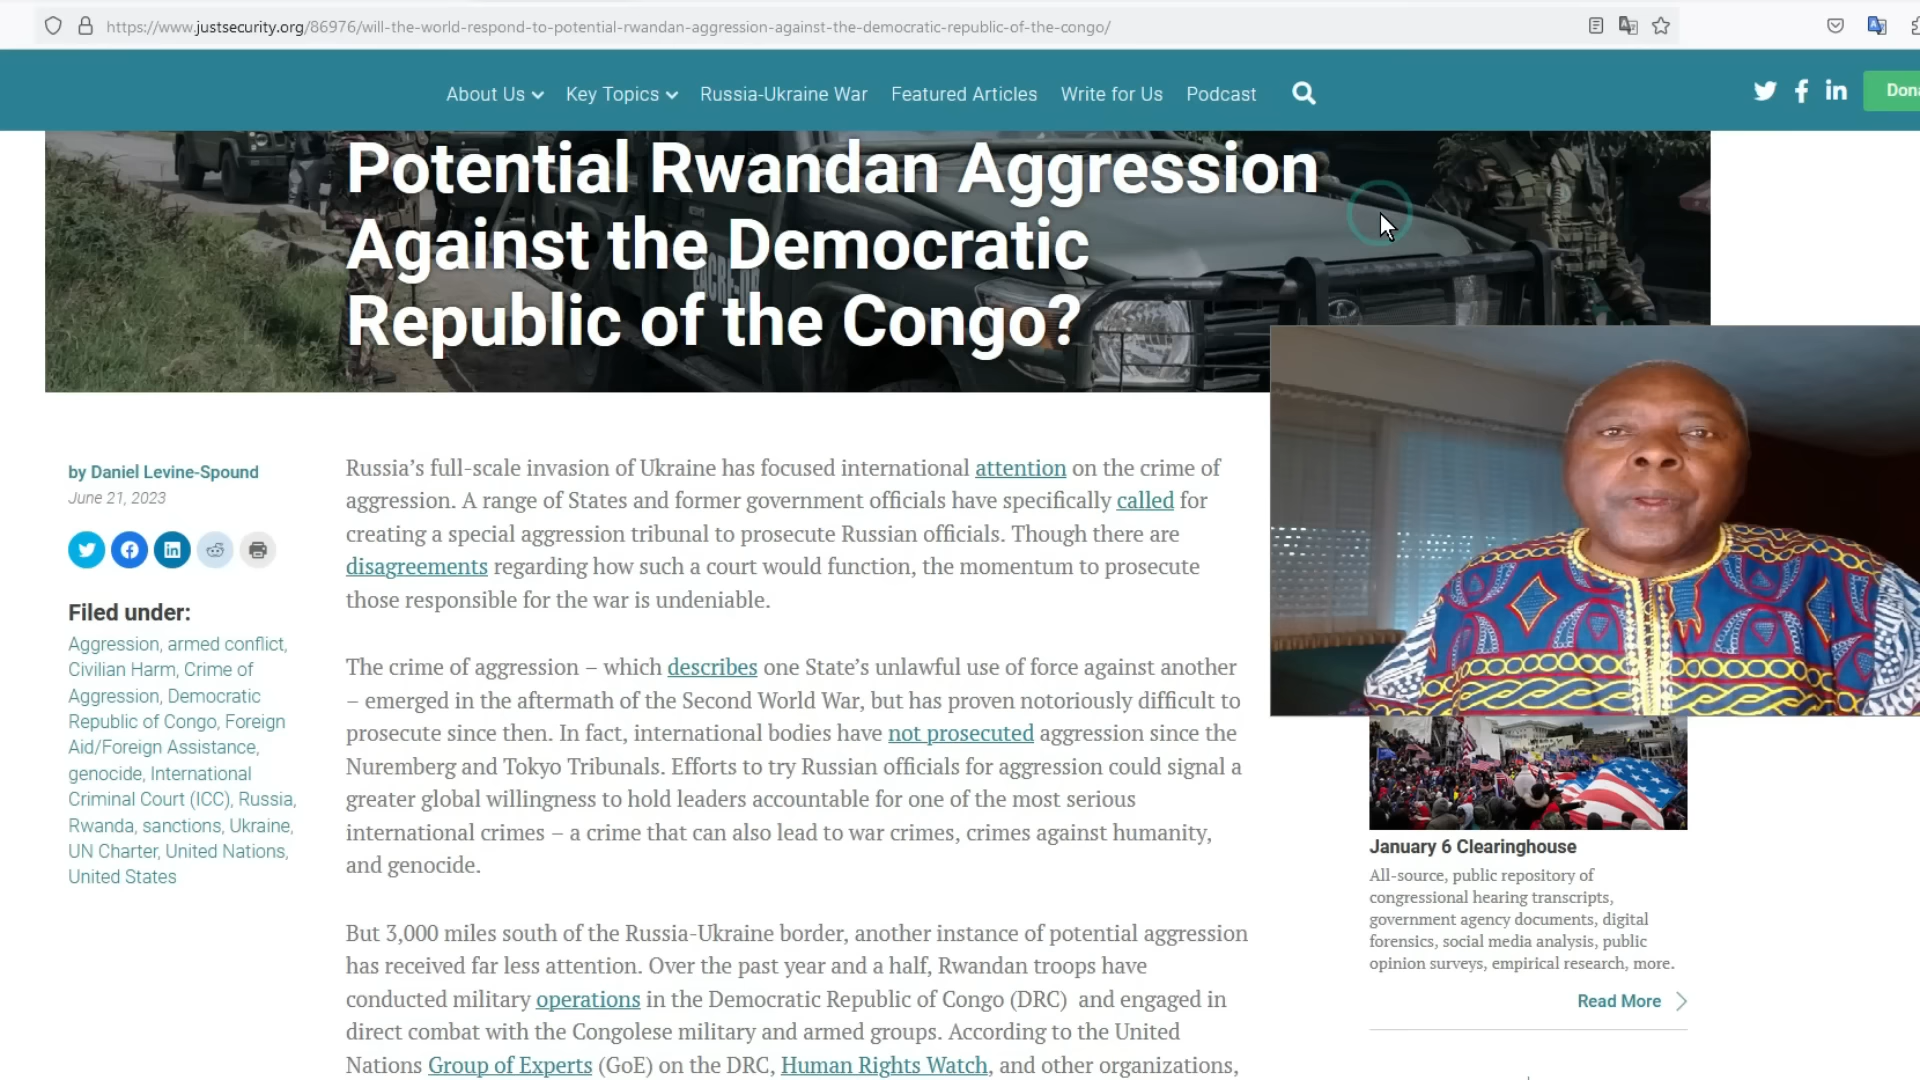 https://www.justsecurity.org/86976/will-the-world-respond-to-potential-rwandan-aggression-against-the-democratic-republic-of-the-congo/
About Us Key Topics Russia-Ukraine War Featured Articles Write for Us Podcast
Potential Rwandan Aggression
Against the Democratic
Republic of the Congo?
by Daniel Levine-Spound
June 21, 2023
Filed under:
Aggression, armed conflict,
Civilian Harm, Crime of
Aggression, Democratic
Republic of Congo, Foreign
Aid/Foreign Assistance,
genocide, International
Criminal Court (ICC), Russia,
Rwanda, sanctions, Ukraine,
UN Charter, United Nations,
United States
Russia’s full-scale invasion of Ukraine has focused international attention on the crime of
aggression. A range of States and former government officials have specifically called for
creating a special aggression tribunal to prosecute Russian officials. Though there are
disagreements regarding how such a court would function, the momentum to prosecute
those responsible for the war is undeniable.
The crime of aggression – which describes one State’s unlawful use of force against another
– emerged in the aftermath of the Second World War, but has proven notoriously difficult to
prosecute since then. In fact, international bodies have not prosecuted aggression since the
Nuremberg and Tokyo Tribunals. Efforts to try Russian officials for aggression could signal a
greater global willingness to hold leaders accountable for one of the most serious
international crimes – a crime that can also lead to war crimes, crimes against humanity,
and genocide.
But 3,000 miles south of the Russia-Ukraine border, another instance of potential aggression
has received far less attention. Over the past year and a half, Rwandan troops have
conducted military operations in the Democratic Republic of Congo (DRC) and engaged in
direct combat with the Congolese military and armed groups. According to the United
Nations Group of Experts (GoE) on the DRC, Human Rights Watch, and other organizations,
January 6 Clearinghouse
All-source, public repository of
congressional hearing transcripts,
government agency documents, digital
forensics, social media analysis, public
opinion surveys, empirical research, more.
Read More